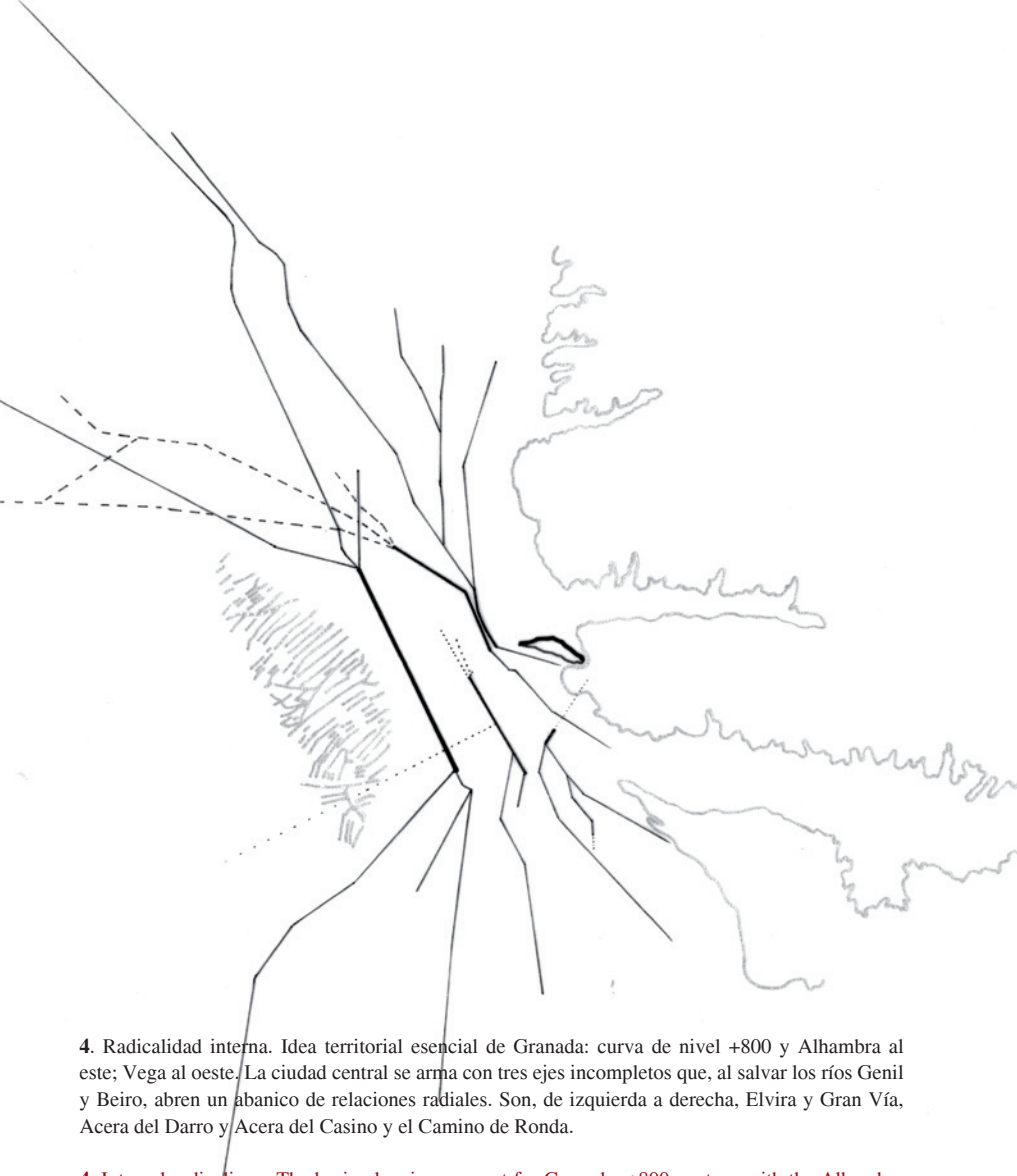 4. Radicalidad interna. Idea territorial esencial de Granada: curva de nivel +800 y Alhambra al
este; Vega al oeste. La ciudad central se arma con tres ejes incompletos que, al salvar los ríos Genil
y Beiro, abren un abanico de relaciones radiales. Son, de izquierda a derecha, Elvira y Gran Vía,
Acera del Darro y Acera del Casino y el Camino de Ronda.